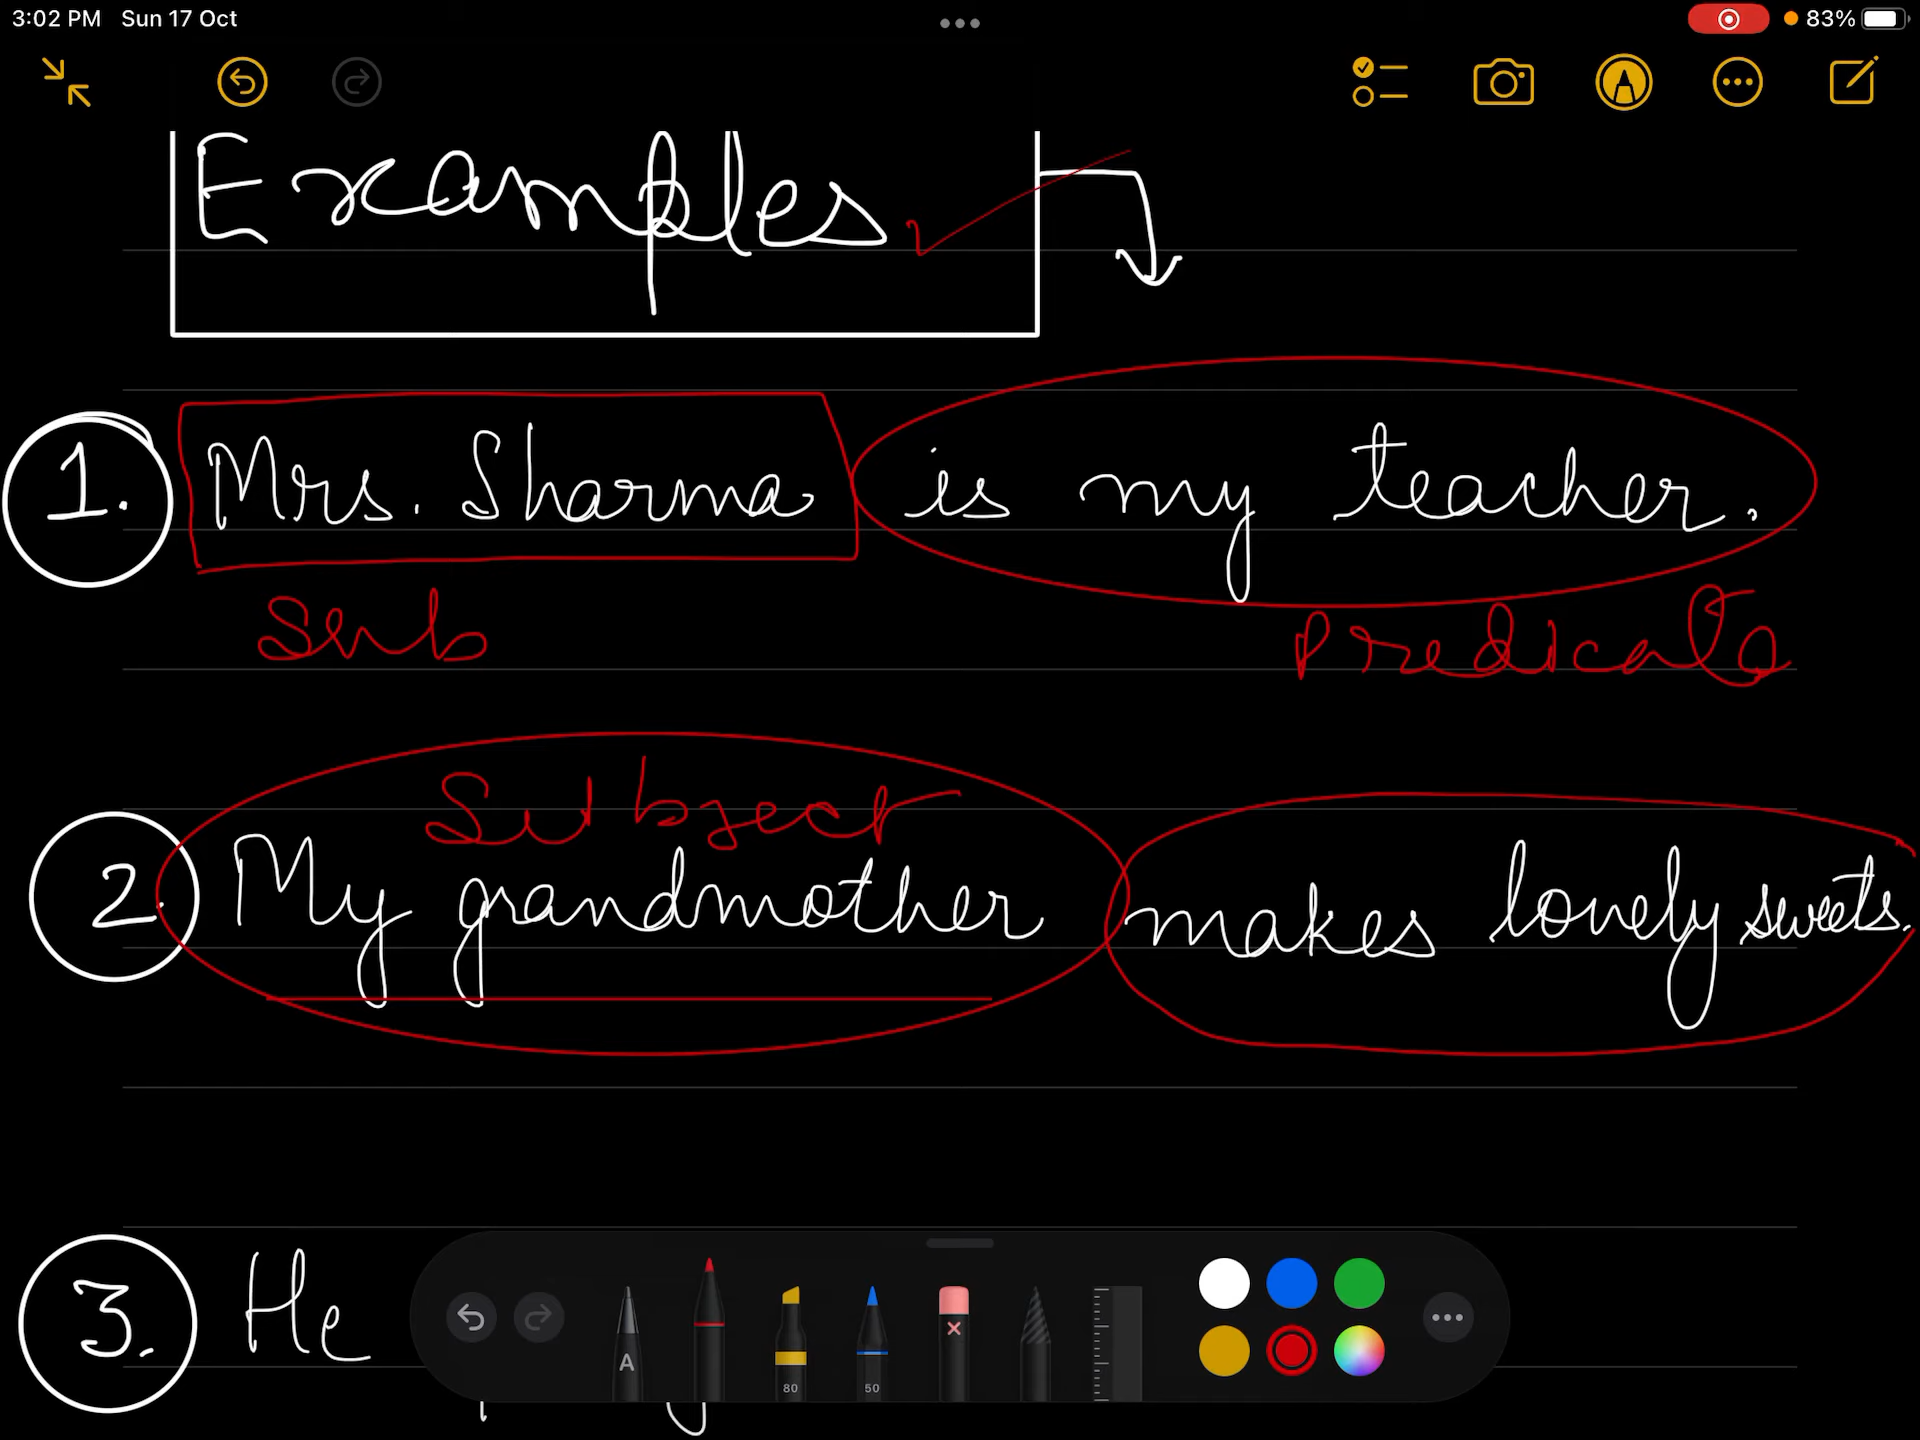 3:02 PM Sun 17 Oct 83%
Examples
1. Mrs. Sharma is my teacher.
Sub Predicate
Subject
2. My grandmother makes lovely sweets.
3. He
A 80 50